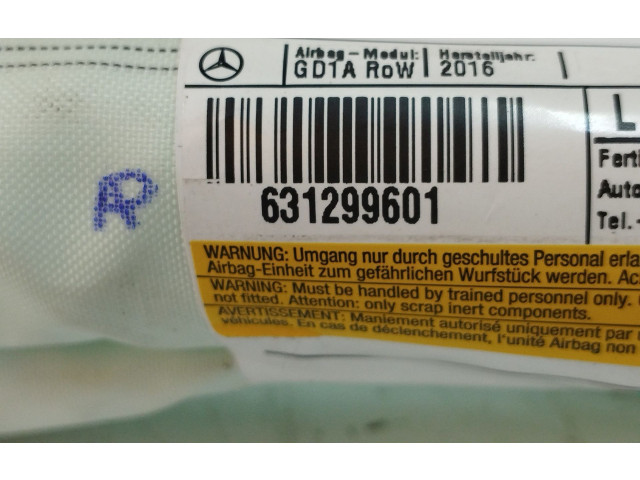 Airbag-Modul: Herstelljahr:
GD1A RoW 2016
L
631299601
Ferti
Auto
Tel.-
WARNUNG: Umgang nur durch geschultes Personal erla
Airbag-Einheit zum gefährlichen Wurfstück werden. Ac
WARNING: Must be handled by trained personnel only.
not fitted. Attention: only scrap inert components.
AVERTISSEMENT: Maniement autorisé uniquement par
véhicules. En cas de déclenchement, l'unité Airbag non